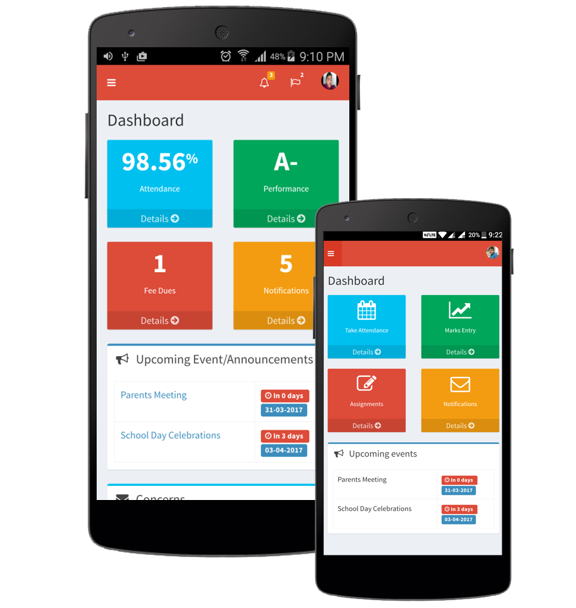 48% 9:10 PM
3
2
Dashboard
98.56%
Attendance
Details
A-
Performance
Details
1
Fee Dues
Details
5
Notifications
Details
Upcoming Event/Announcements
Parents Meeting
In 0 days
31-03-2017
School Day Celebrations
In 3 days
03-04-2017
Concerns
20% 9:22
Dashboard
Take Attendance
Details
Marks Entry
Details
Assignments
Details
Notifications
Details
Upcoming events
Parents Meeting
In 0 days
31-03-2017
School Day Celebrations
In 3 days
03-04-2017